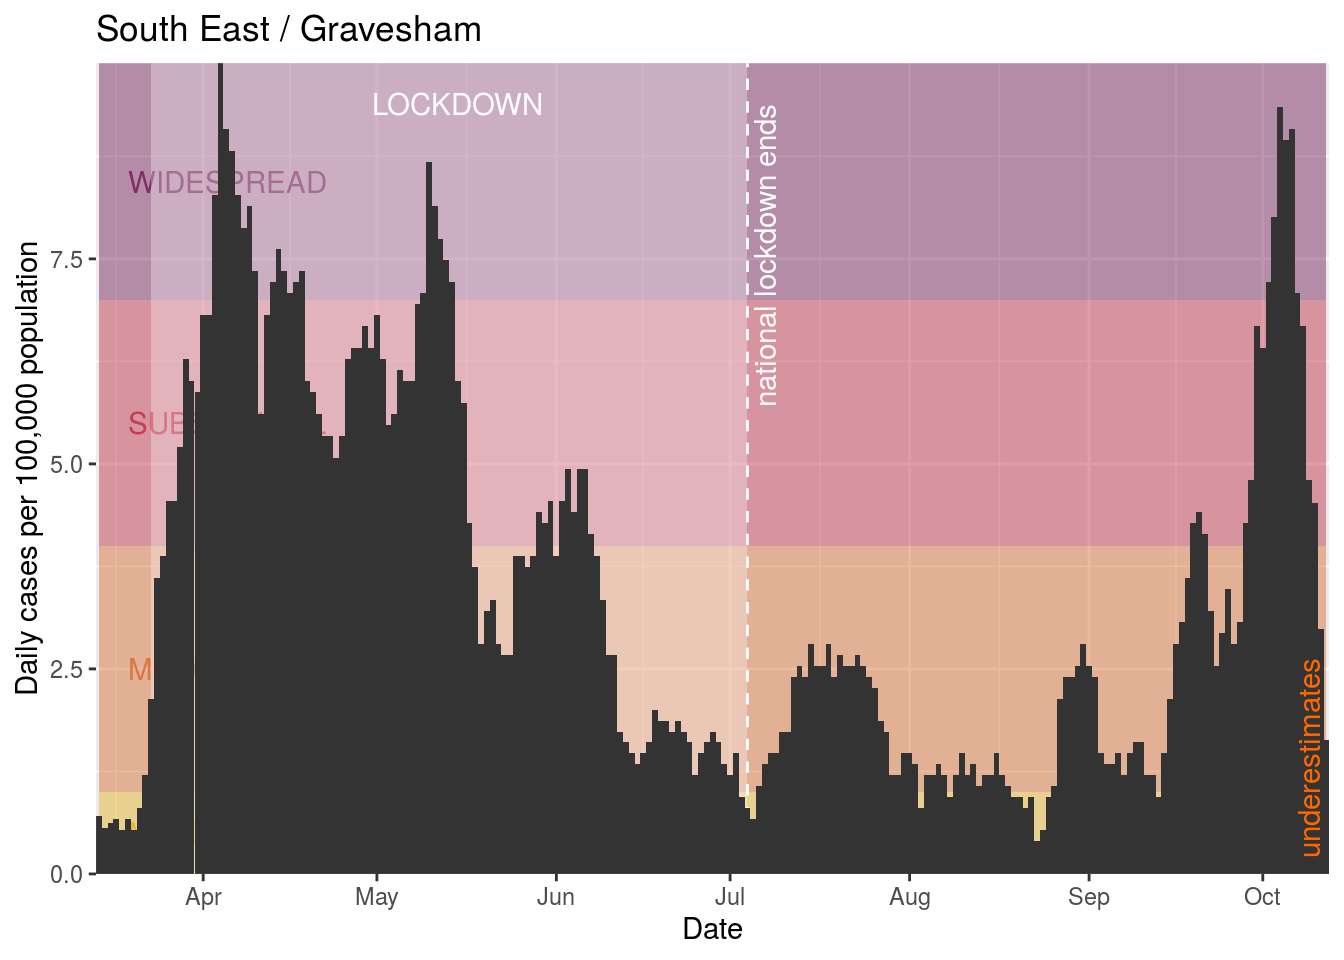 South East / Gravesham
LOCKDOWN
WIDESPREAD
national lockdown ends
underestimates
Daily cases per 100,000 population
7.5
5.0
2.5
0.0
Apr
May
Jun
Jul
Aug
Sep
Oct
Date